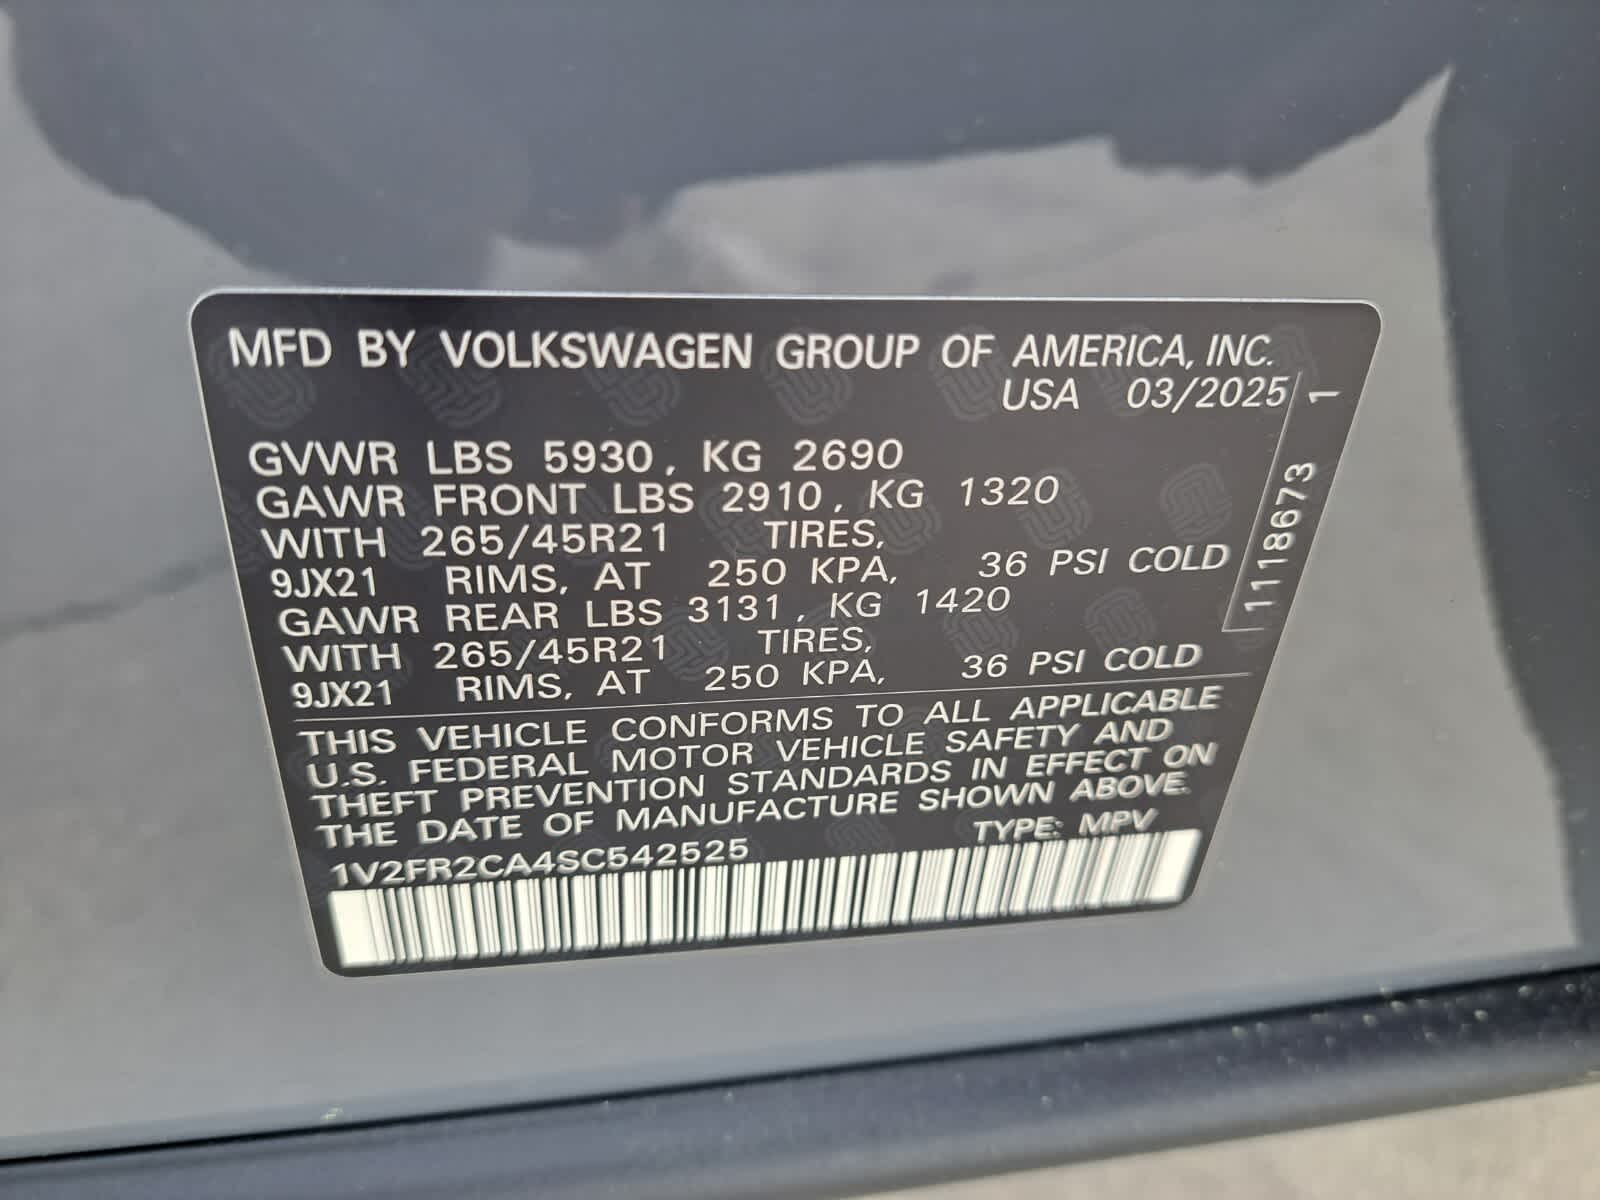 MFD BY VOLKSWAGEN GROUP OF AMERICA, INC.
USA 03/2025
GVWR LBS 5930, KG 2690
GAWR FRONT LBS 2910, KG 1320
WITH 265/45R21 TIRES,
9JX21 RIMS, AT 250 KPA, 36 PSI COLD
GAWR REAR LBS 3131, KG 1420
WITH 265/45R21 TIRES,
9JX21 RIMS, AT 250 KPA, 36 PSI COLD
1118673 1
THIS VEHICLE CONFORMS TO ALL APPLICABLE
U.S. FEDERAL MOTOR VEHICLE SAFETY AND
THEFT PREVENTION STANDARDS IN EFFECT ON
THE DATE OF MANUFACTURE SHOWN ABOVE.
1V2FR2CA4SC542525 TYPE: MPV